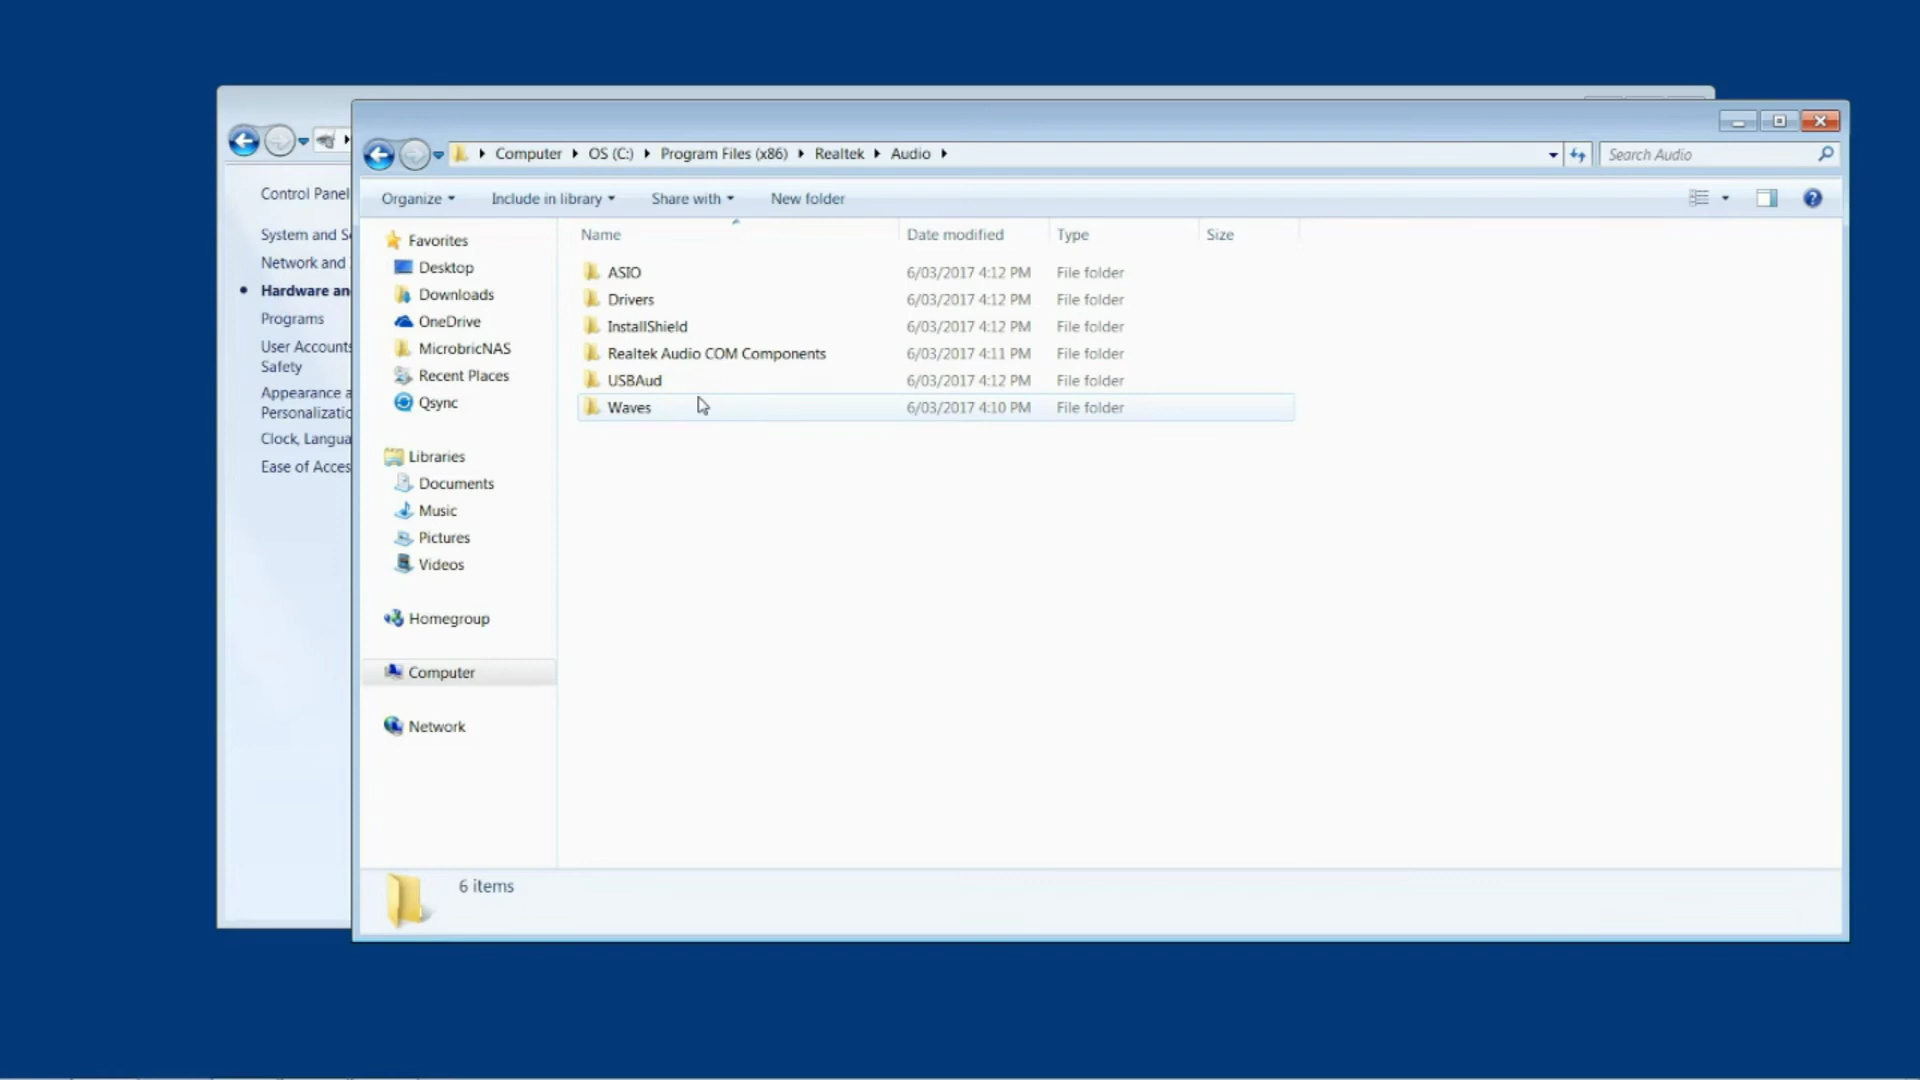 Computer OS (C:) Program Files (x86) Realtek Audio
Search Audio
Organize Include in library Share with New folder
Control Panel
System and S
Network and
Hardware an
Programs
User Accounts
Safety
Appearance a
Personalizatio
Clock, Langua
Ease of Acces
Favorites
Desktop
Downloads
OneDrive
MicrobricNAS
Recent Places
Qsync
Libraries
Documents
Music
Pictures
Videos
Homegroup
Computer
Network
Name Date modified Type Size
ASIO 6/03/2017 4:12 PM File folder
Drivers 6/03/2017 4:12 PM File folder
InstallShield 6/03/2017 4:12 PM File folder
Realtek Audio COM Components 6/03/2017 4:11 PM File folder
USBAud 6/03/2017 4:12 PM File folder
Waves 6/03/2017 4:10 PM File folder
6 items